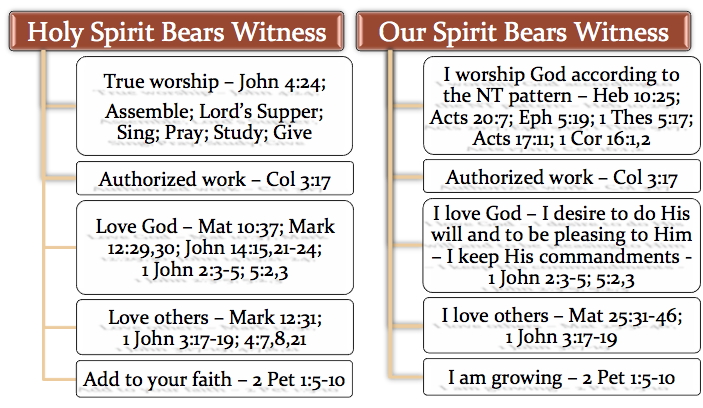 Holy Spirit Bears Witness
True worship – John 4:24;
Assemble; Lord's Supper;
Sing; Pray; Study; Give
Authorized work – Col 3:17
Love God – Mat 10:37; Mark
12:29,30; John 14:15,21-24;
1 John 2:3-5; 5:2,3
Love others – Mark 12:31;
1 John 3:17-19; 4:7,8,21
Add to your faith – 2 Pet 1:5-10
Our Spirit Bears Witness
I worship God according to
the NT pattern – Heb 10:25;
Acts 20:7; Eph 5:19; 1 Thes 5:17;
Acts 17:11; 1 Cor 16:1,2
Authorized work – Col 3:17
I love God – I desire to do His
will and to be pleasing to Him
– I keep His commandments -
1 John 2:3-5; 5:2,3
I love others – Mat 25:31-46;
1 John 3:17-19
I am growing – 2 Pet 1:5-10